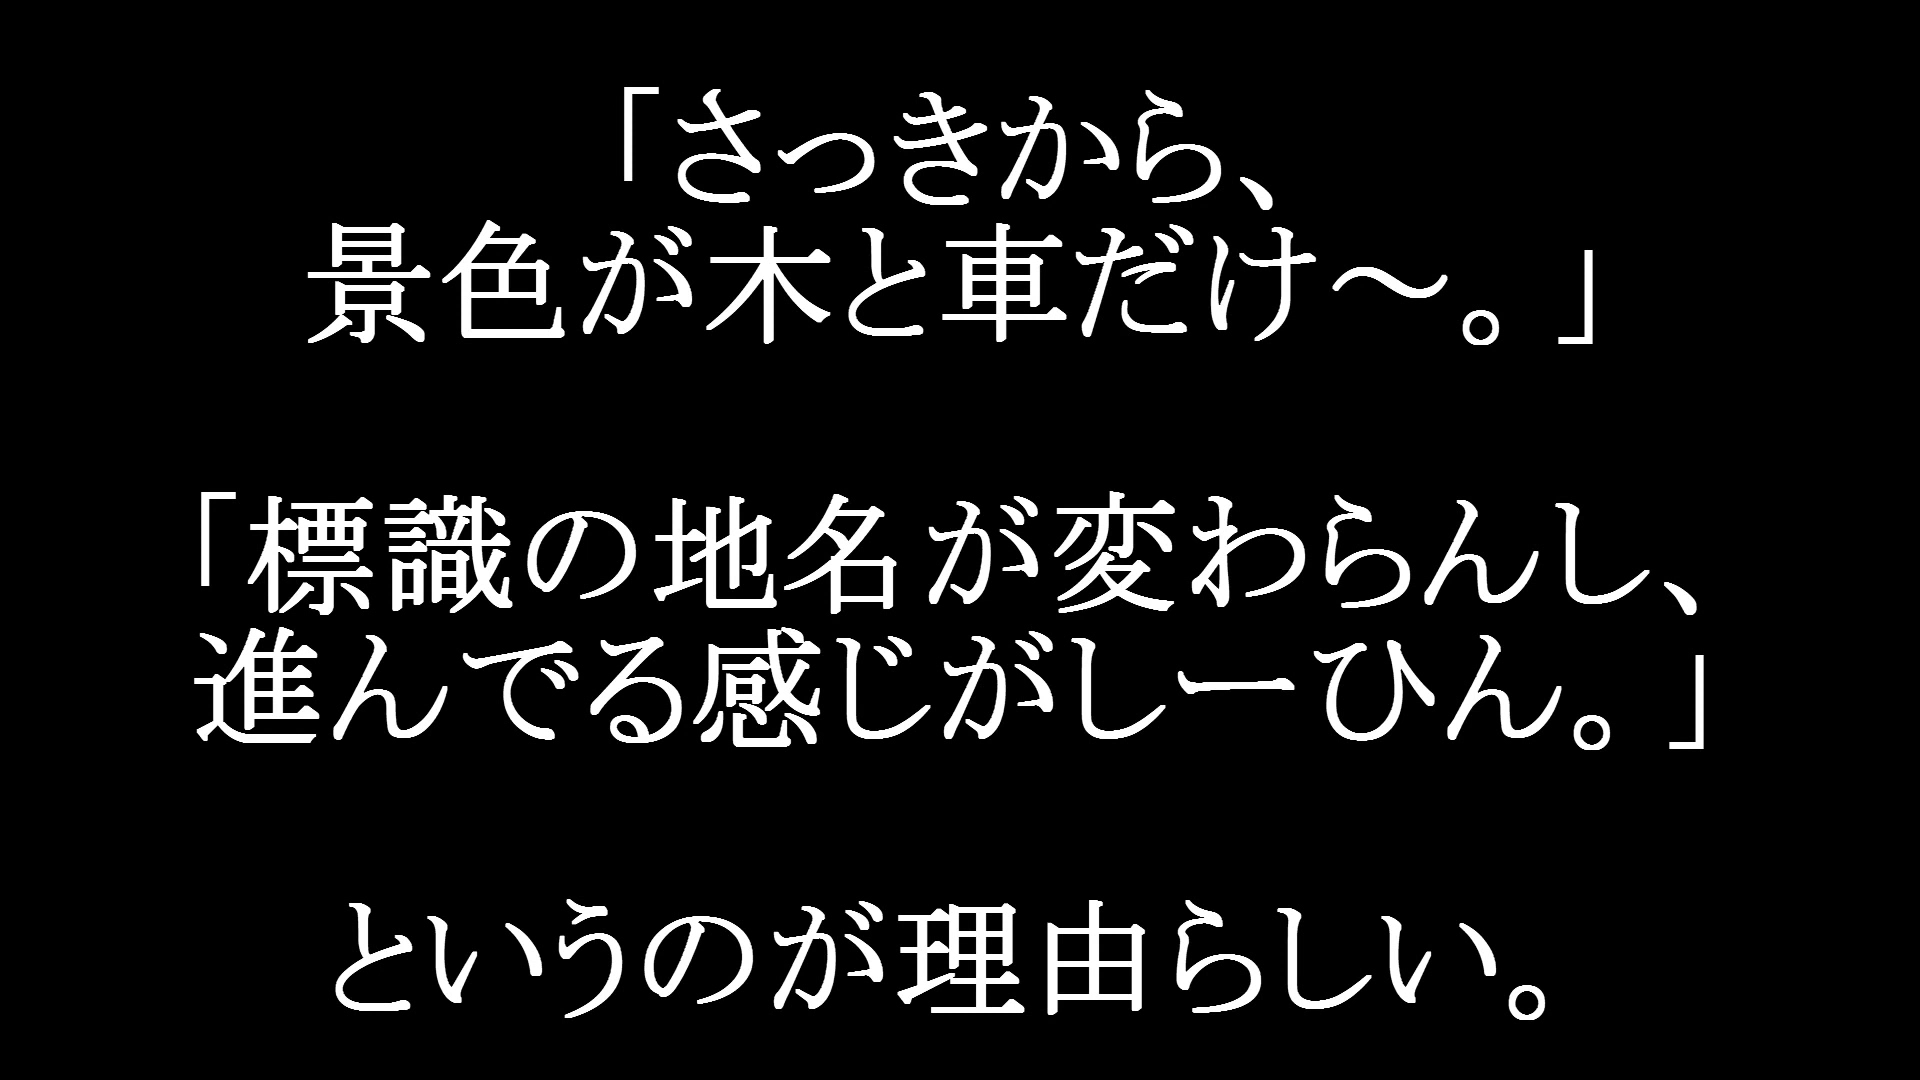 「さっきから、
景色が木と車だけ～。」
「標識の地名が変わらんし、
進んでる感じがしーひん。」
というのが理由らしい。